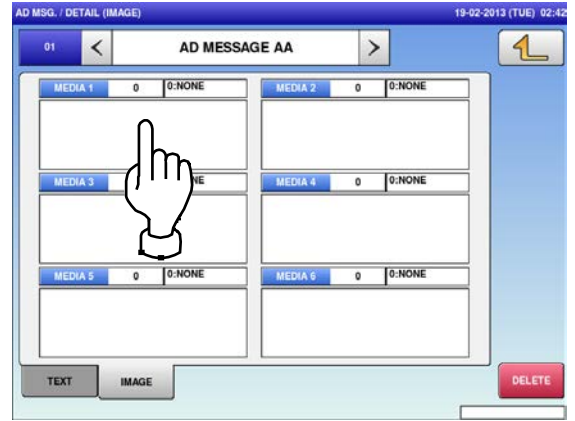 AD MSG. / DETAIL (IMAGE) 19-02-2013 (TUE) 02:42
01 < AD MESSAGE AA >
MEDIA 1 0 0:NONE MEDIA 2 0 0:NONE
MEDIA 3 MEDIA 4 0 0:NONE
MEDIA 5 0 0:NONE MEDIA 6 0 0:NONE
TEXT IMAGE DELETE